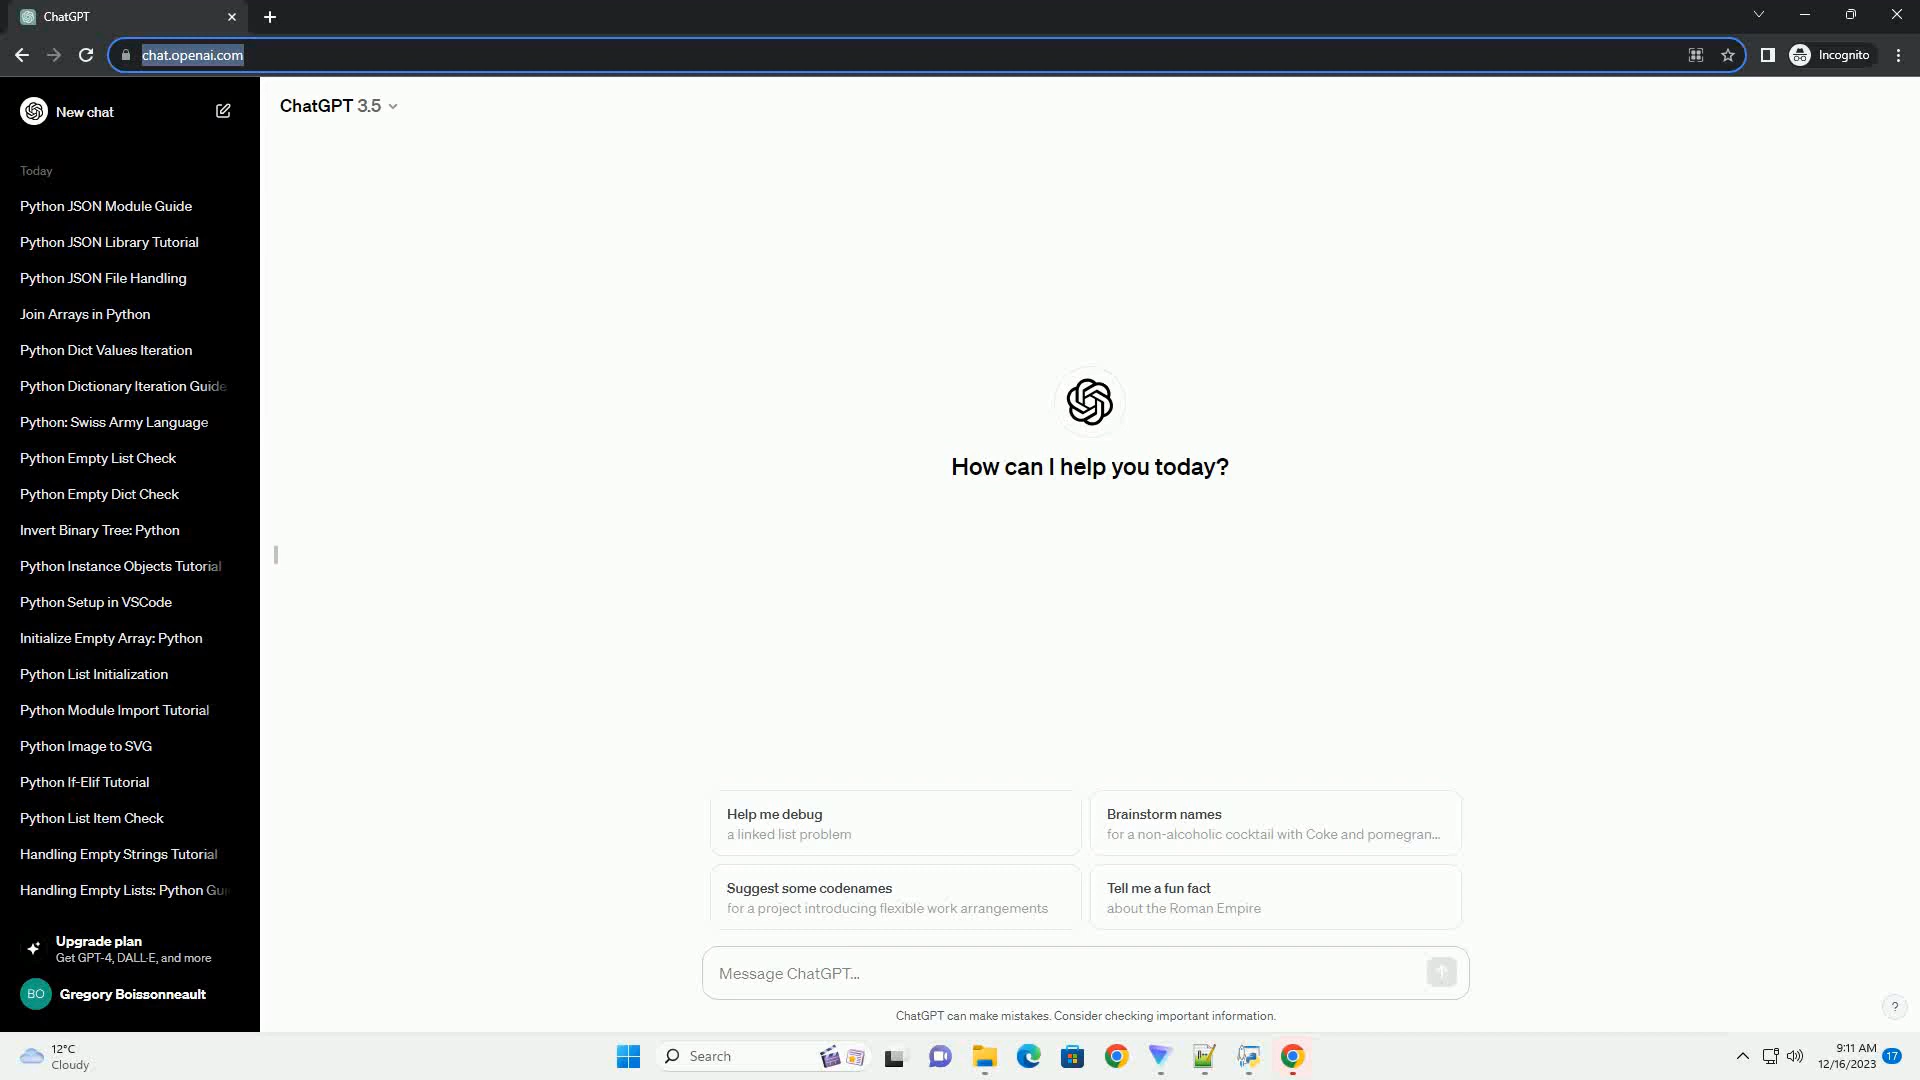 ChatGPT
chat.openai.com
Incognito
New chat
ChatGPT 3.5
Today
Python JSON Module Guide
Python JSON Library Tutorial
Python JSON File Handling
Join Arrays in Python
Python Dict Values Iteration
Python Dictionary Iteration Guide
Python: Swiss Army Language
Python Empty List Check
Python Empty Dict Check
Invert Binary Tree: Python
Python Instance Objects Tutorial
Python Setup in VSCode
Initialize Empty Array: Python
Python List Initialization
Python Module Import Tutorial
Python Image to SVG
Python If-Elif Tutorial
Python List Item Check
Handling Empty Strings Tutorial
Handling Empty Lists: Python Gui
Upgrade plan
Get GPT-4, DALL·E, and more
BO
Gregory Boissonneault
How can I help you today?
Help me debug
a linked list problem
Brainstorm names
for a non-alcoholic cocktail with Coke and pomegran...
Suggest some codenames
for a project introducing flexible work arrangements
Tell me a fun fact
about the Roman Empire
Message ChatGPT...
ChatGPT can make mistakes. Consider checking important information.
?
12°C
Cloudy
Search
9:11 AM
12/16/2023
17